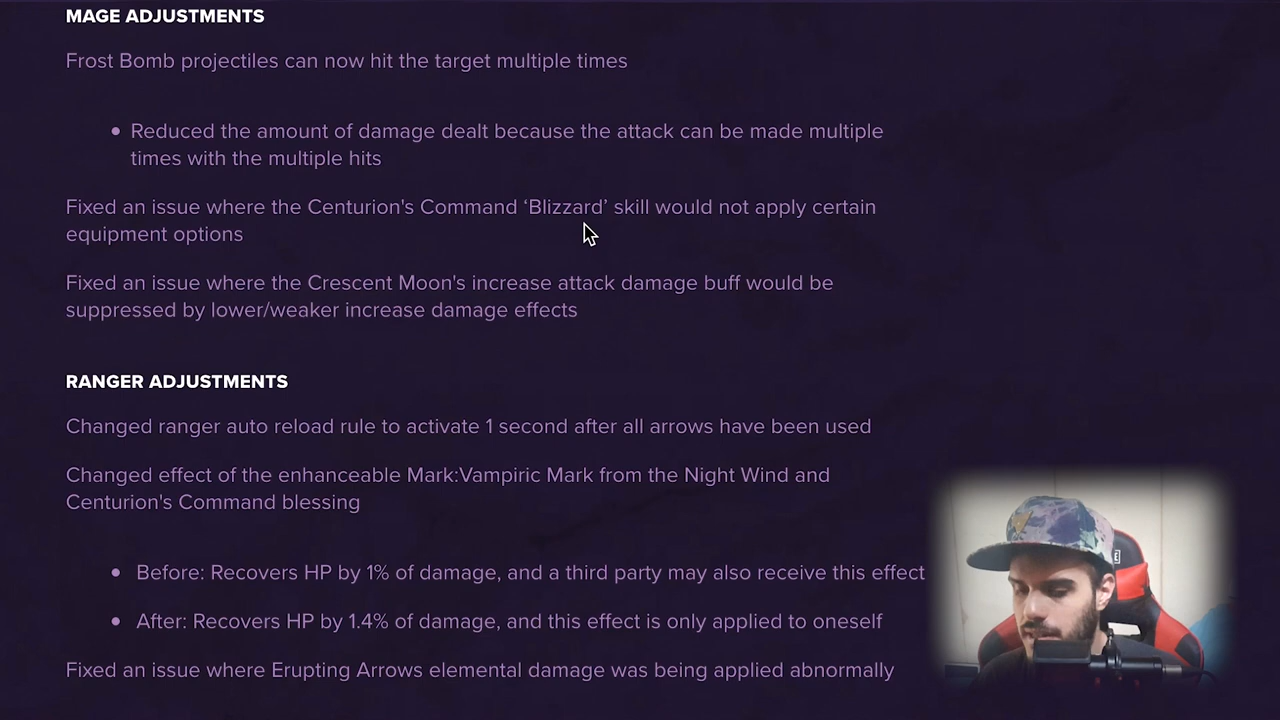 MAGE ADJUSTMENTS
Frost Bomb projectiles can now hit the target multiple times
• Reduced the amount of damage dealt because the attack can be made multiple
times with the multiple hits
Fixed an issue where the Centurion's Command ‘Blizzard’ skill would not apply certain
equipment options
Fixed an issue where the Crescent Moon's increase attack damage buff would be
suppressed by lower/weaker increase damage effects
RANGER ADJUSTMENTS
Changed ranger auto reload rule to activate 1 second after all arrows have been used
Changed effect of the enhanceable Mark:Vampiric Mark from the Night Wind and
Centurion's Command blessing
• Before: Recovers HP by 1% of damage, and a third party may also receive this effect
• After: Recovers HP by 1.4% of damage, and this effect is only applied to oneself
Fixed an issue where Erupting Arrows elemental damage was being applied abnormally